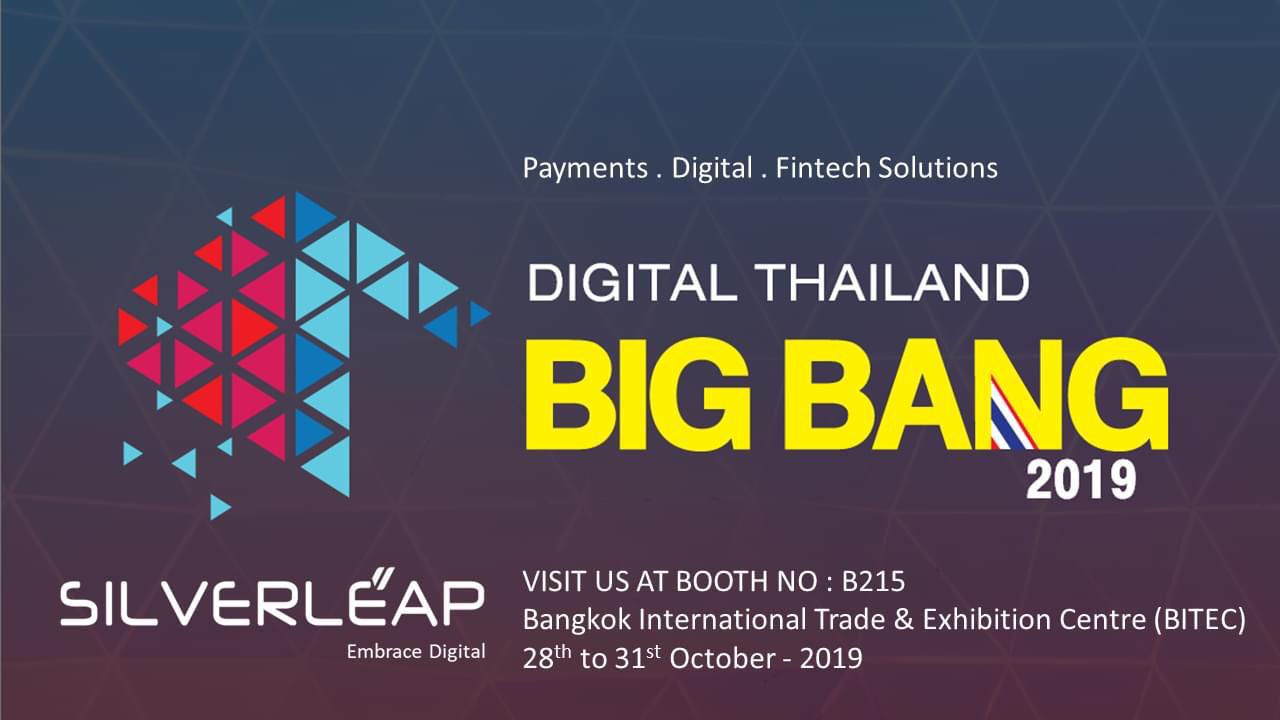 Payments . Digital . Fintech Solutions
DIGITAL THAILAND
BIG BANG
2019
SILVERLEAP
Embrace Digital
VISIT US AT BOOTH NO : B215
Bangkok International Trade & Exhibition Centre (BITEC)
28th to 31st October - 2019